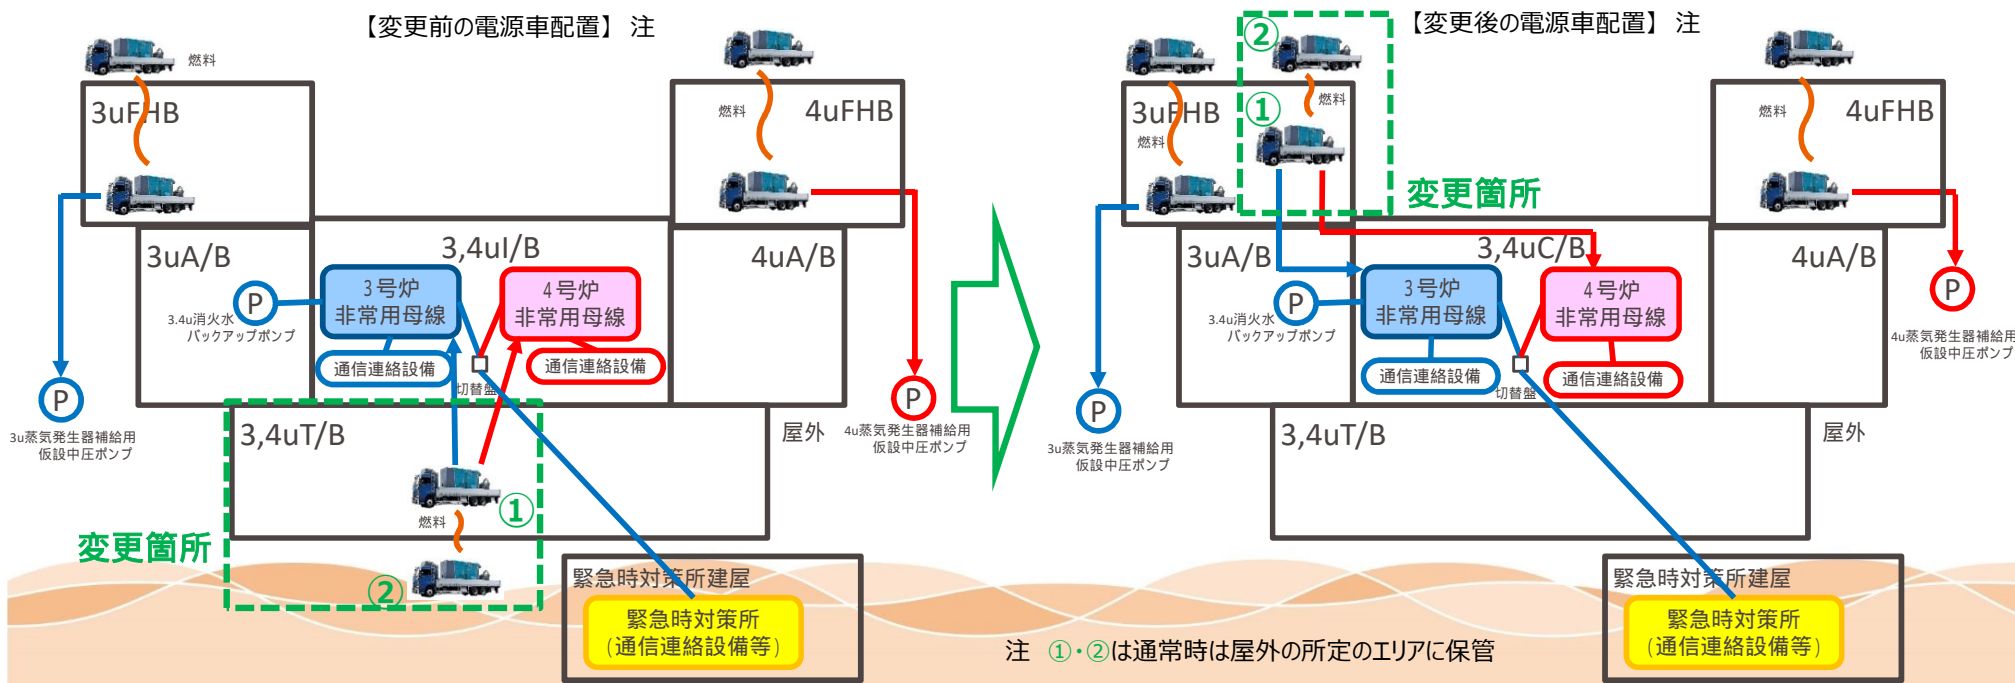 【変更前の電源車配置】 注
燃料
燃料
3uFHB
4uFHB
3uA/B
3,4uI/B
4uA/B
3号炉
非常用母線
4号炉
非常用母線
P
3.4u消火水
バックアップポンプ
通信連絡設備
通信連絡設備
切替盤
P
3u蒸気発生器補給用
仮設中圧ポンプ
P
4u蒸気発生器補給用
仮設中圧ポンプ
3,4uT/B
屋外
①
燃料
変更箇所
②
緊急時対策所建屋
緊急時対策所
(通信連絡設備等)
【変更後の電源車配置】 注
②
①
燃料
燃料
燃料
3uFHB
4uFHB
変更箇所
3uA/B
3,4uC/B
4uA/B
3号炉
非常用母線
4号炉
非常用母線
P
3.4u消火水
バックアップポンプ
通信連絡設備
通信連絡設備
切替盤
P
3u蒸気発生器補給用
仮設中圧ポンプ
P
4u蒸気発生器補給用
仮設中圧ポンプ
3,4uT/B
屋外
緊急時対策所建屋
緊急時対策所
(通信連絡設備等)
注 ①・②は通常時は屋外の所定のエリアに保管